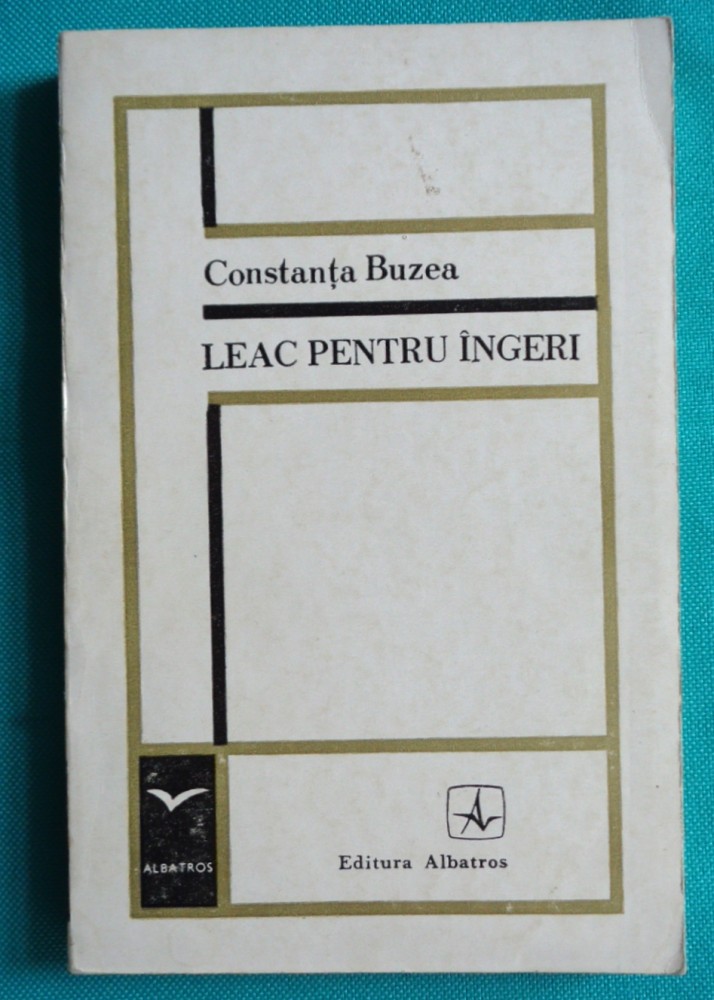 Constanța Buzea
LEAC PENTRU ÎNGERI
ALBATROS
Editura Albatros